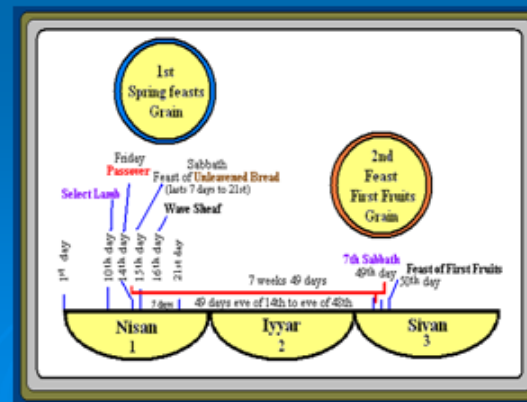 1st
Spring feasts
Grain
Friday
Passover
Sabbath
Feast of Unleavened Bread
(lasts 7 days to 21st)
Select Lamb
Wave Sheaf
2nd
Feast
First Fruits
Grain
1st day
10th day
14th day
15th day
16th day
21st day
7th Sabbath
49th day
Feast of First Fruits
50th day
7 weeks 49 days
7 days
49 days eve of 14th to eve of 48th
Nisan
1
Iyyar
2
Sivan
3